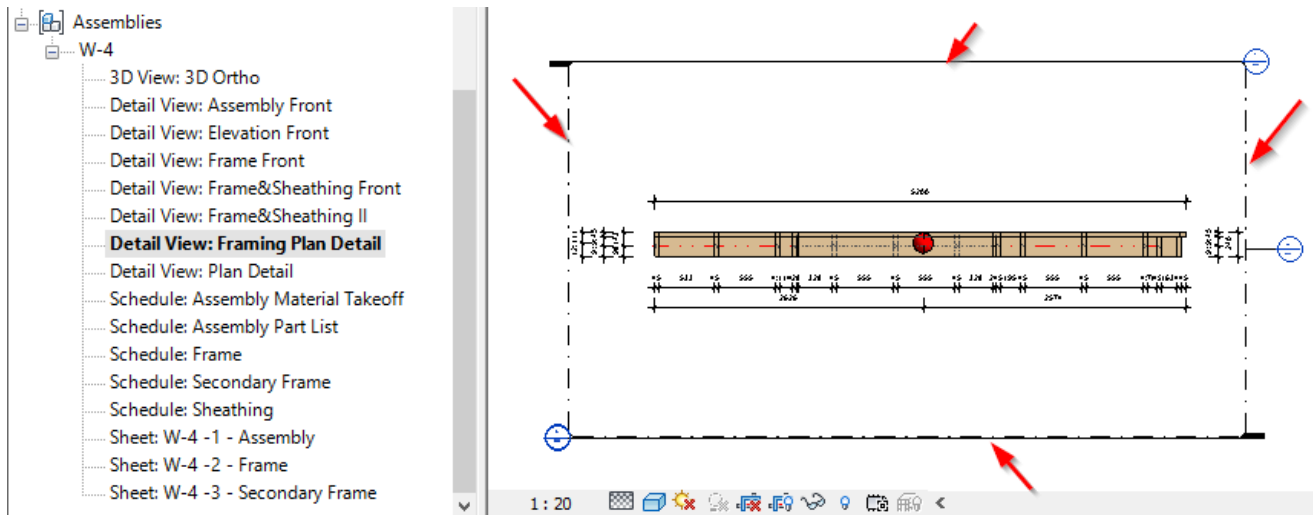 Assemblies
W-4
3D View: 3D Ortho
Detail View: Assembly Front
Detail View: Elevation Front
Detail View: Frame Front
Detail View: Frame&Sheathing Front
Detail View: Frame&Sheathing II
Detail View: Framing Plan Detail
Detail View: Plan Detail
Schedule: Assembly Material Takeoff
Schedule: Assembly Part List
Schedule: Frame
Schedule: Secondary Frame
Schedule: Sheathing
Sheet: W-4 -1 - Assembly
Sheet: W-4 -2 - Frame
Sheet: W-4 -3 - Secondary Frame
1 : 20